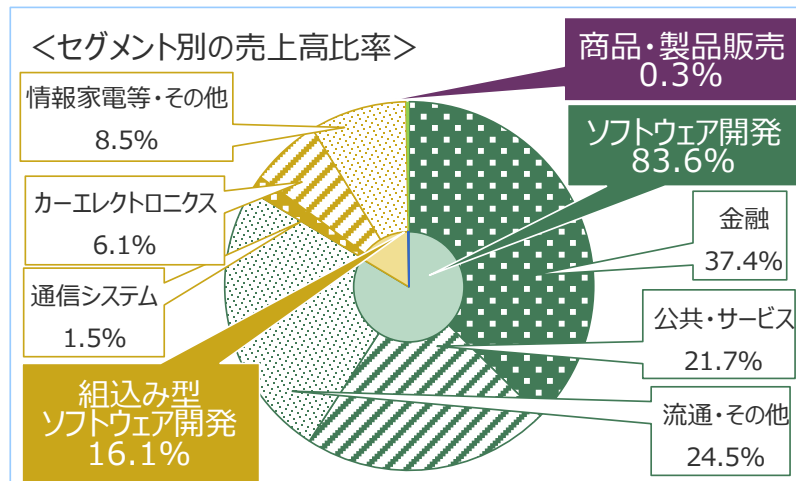 ＜セグメント別の売上高比率＞
商品・製品販売
0.3%
ソフトウェア開発
83.6%
金融
37.4%
公共・サービス
21.7%
流通・その他
24.5%
情報家電等・その他
8.5%
カーエレクトロニクス
6.1%
通信システム
1.5%
組込み型
ソフトウェア開発
16.1%